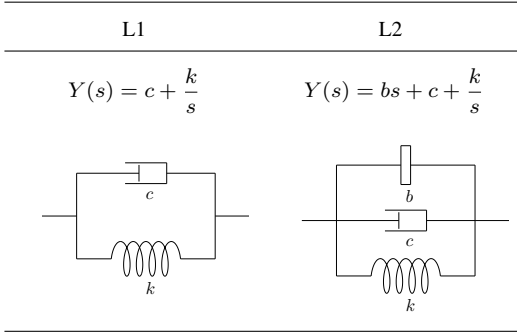 L1 L2
Y(s) = c + k/s Y(s) = bs + c + k/s
c b
c
k k